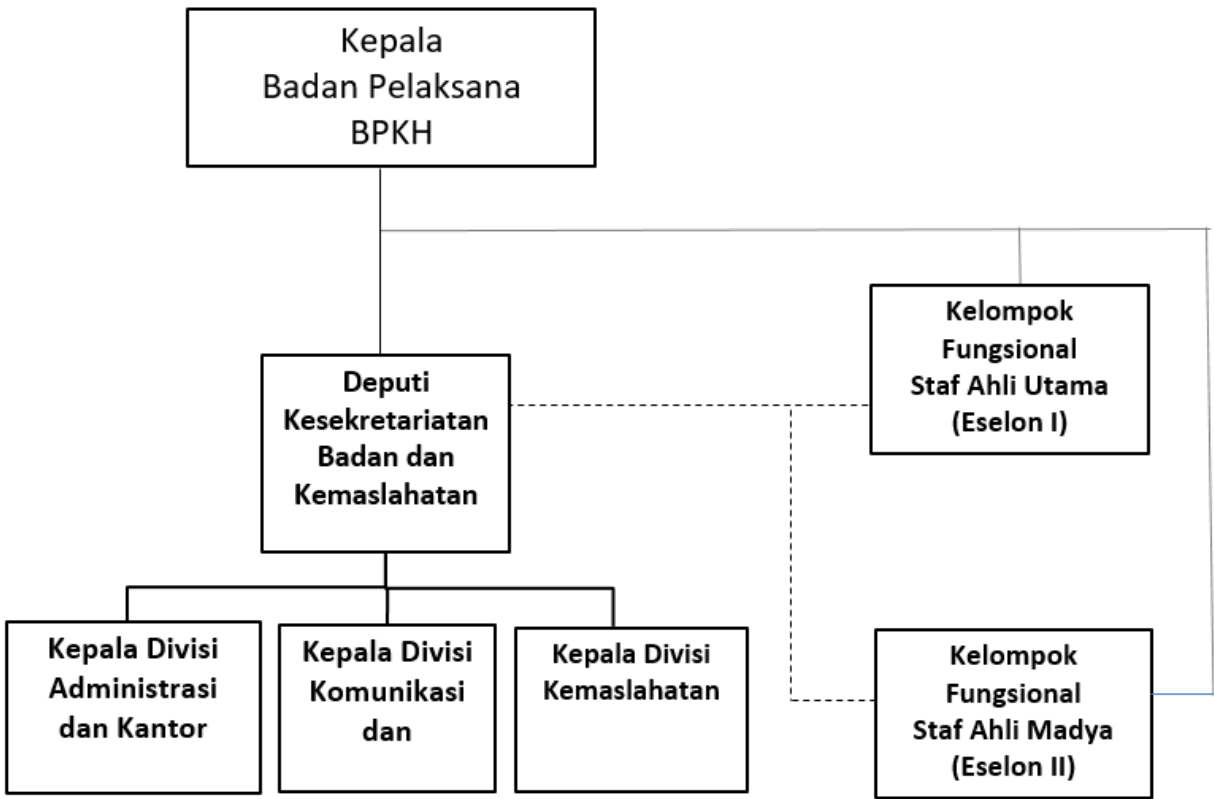 Kepala
Badan Pelaksana
BPKH
Kelompok
Fungsional
Staf Ahli Utama
(Eselon I)
Deputi
Kesekretariatan
Badan dan
Kemaslahatan
Kepala Divisi
Administrasi
dan Kantor
Kepala Divisi
Komunikasi
dan
Kepala Divisi
Kemaslahatan
Kelompok
Fungsional
Staf Ahli Madya
(Eselon II)